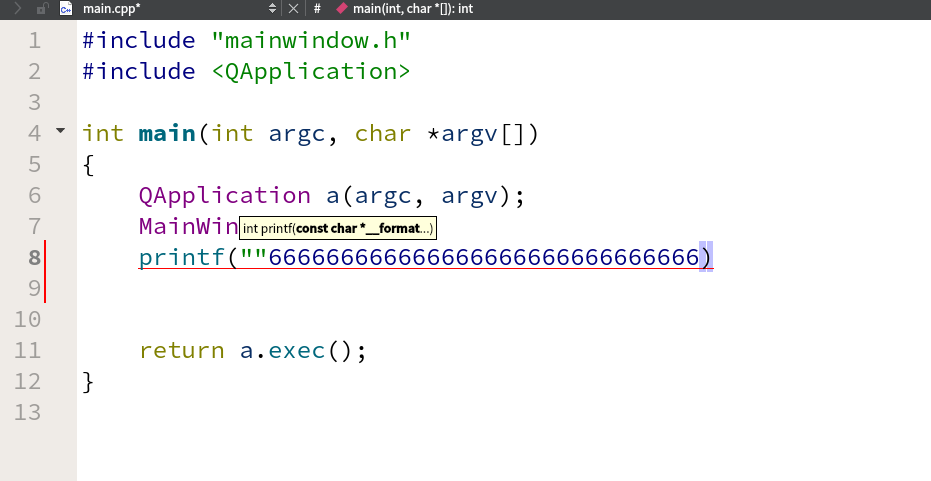 main.cpp*
# main(int, char *[]): int
1 #include "mainwindow.h"
2 #include <QApplication>
3
4 int main(int argc, char *argv[])
5 {
6 QApplication a(argc, argv);
7 MainWin
int printf(const char *__format...)
8 printf(""666666666666666666666666666666)
9
10
11 return a.exec();
12 }
13